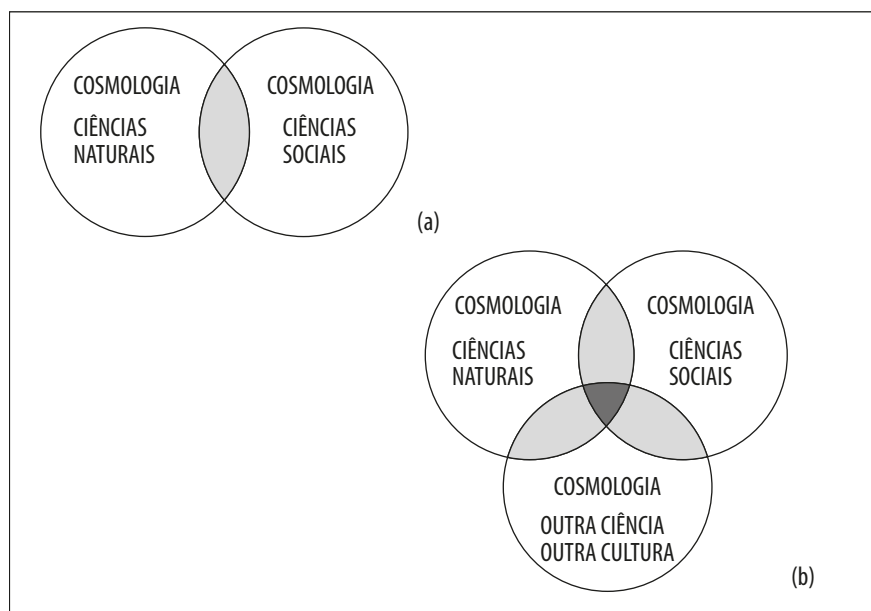 COSMOLOGIA
CIÊNCIAS
NATURAIS
COSMOLOGIA
CIÊNCIAS
SOCIAIS
(a)
COSMOLOGIA
CIÊNCIAS
NATURAIS
COSMOLOGIA
CIÊNCIAS
SOCIAIS
COSMOLOGIA
OUTRA CIÊNCIA
OUTRA CULTURA
(b)